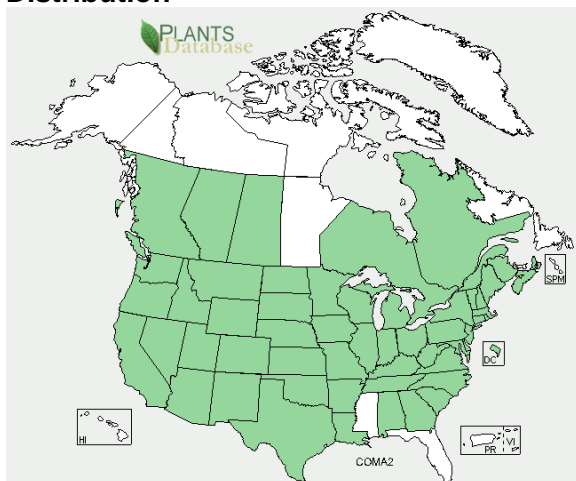 Distribution
PLANTS
Database
SPM
DC
HI
PR
VI
COMA2